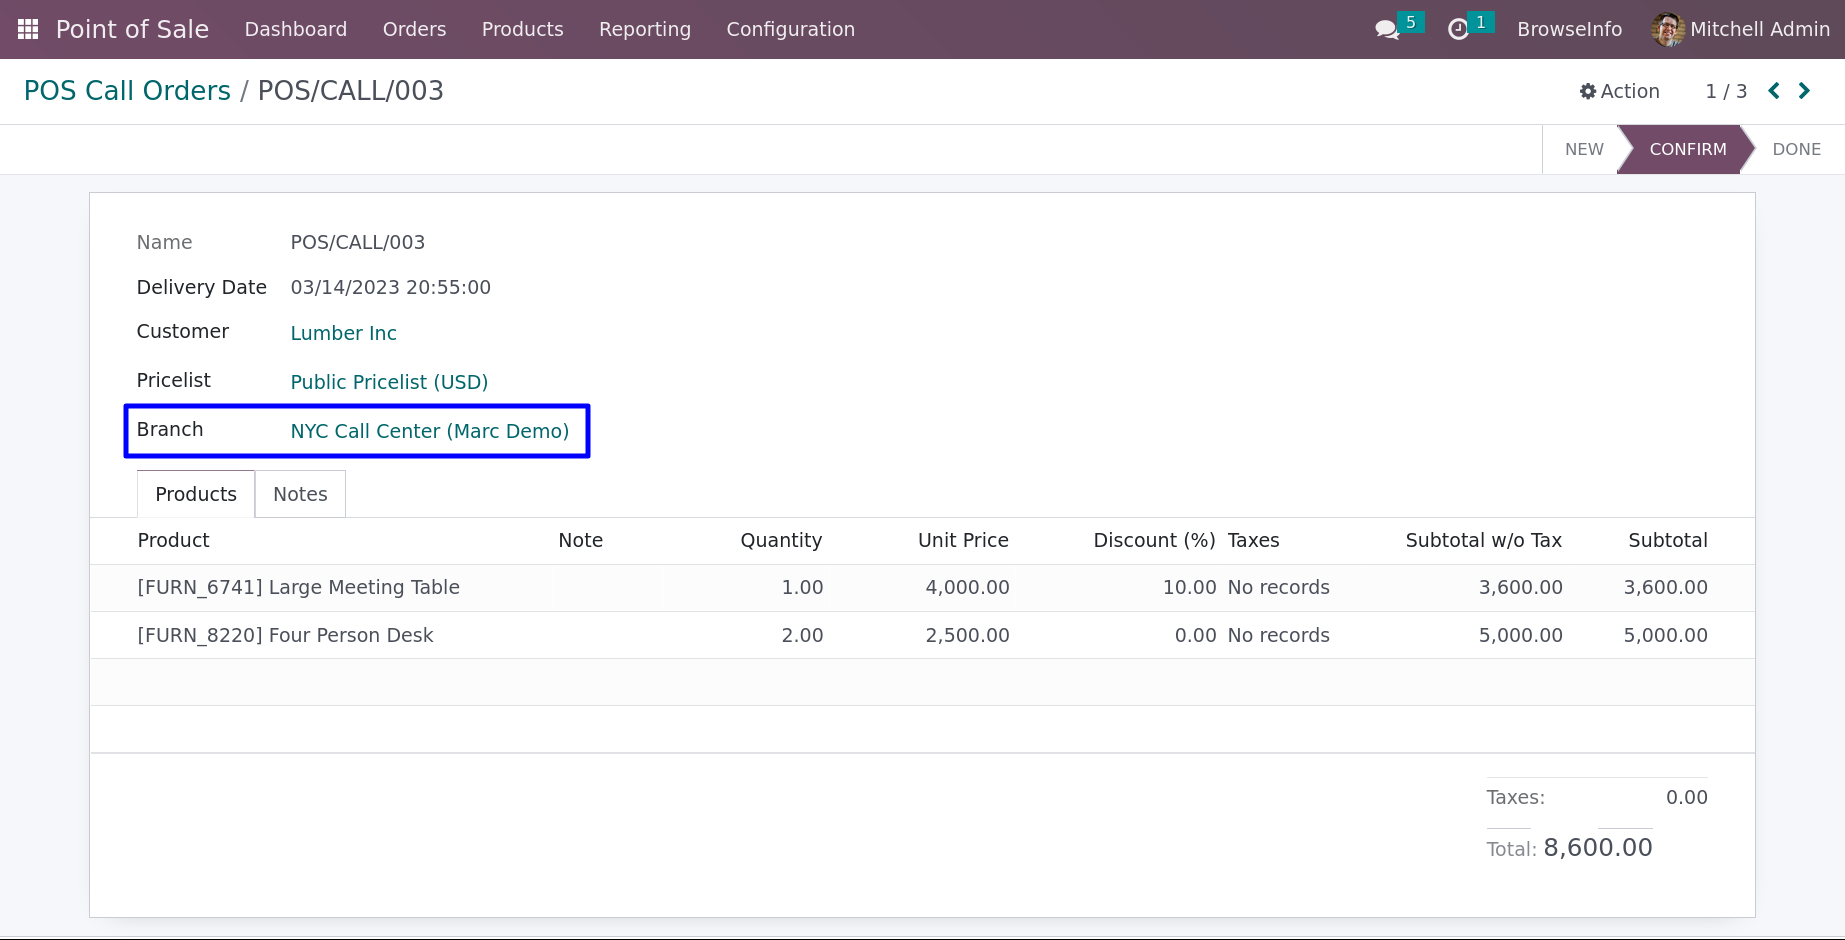 Point of Sale Dashboard Orders Products Reporting Configuration 5 1 BrowseInfo Mitchell Admin
POS Call Orders / POS/CALL/003 Action 1 / 3
NEW CONFIRM DONE
Name POS/CALL/003
Delivery Date 03/14/2023 20:55:00
Customer Lumber Inc
Pricelist Public Pricelist (USD)
Branch NYC Call Center (Marc Demo)
Products Notes
Product Note Quantity Unit Price Discount (%) Taxes Subtotal w/o Tax Subtotal
[FURN_6741] Large Meeting Table 1.00 4,000.00 10.00 No records 3,600.00 3,600.00
[FURN_8220] Four Person Desk 2.00 2,500.00 0.00 No records 5,000.00 5,000.00
Taxes: 0.00
Total: 8,600.00